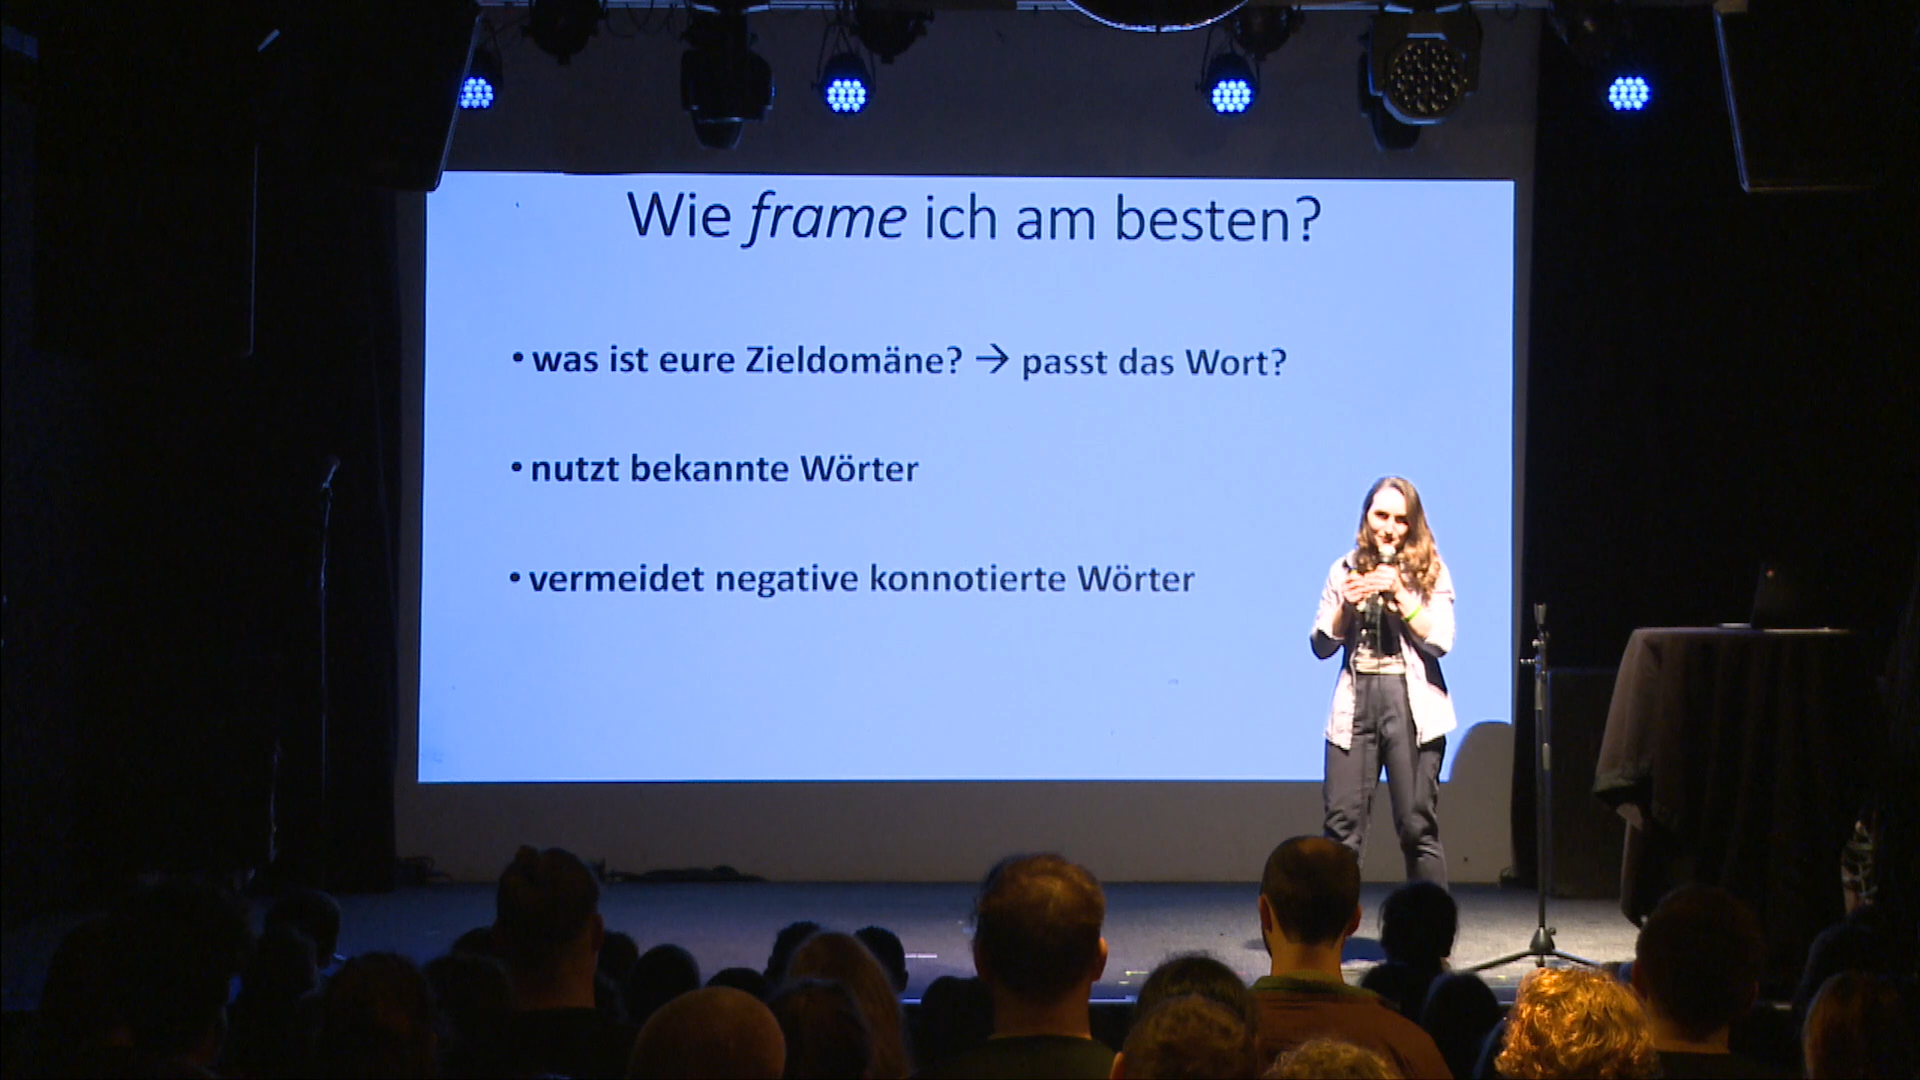 Wie frame ich am besten?
• was ist eure Zieldomäne? → passt das Wort?
• nutzt bekannte Wörter
• vermeidet negative konnotierte Wörter